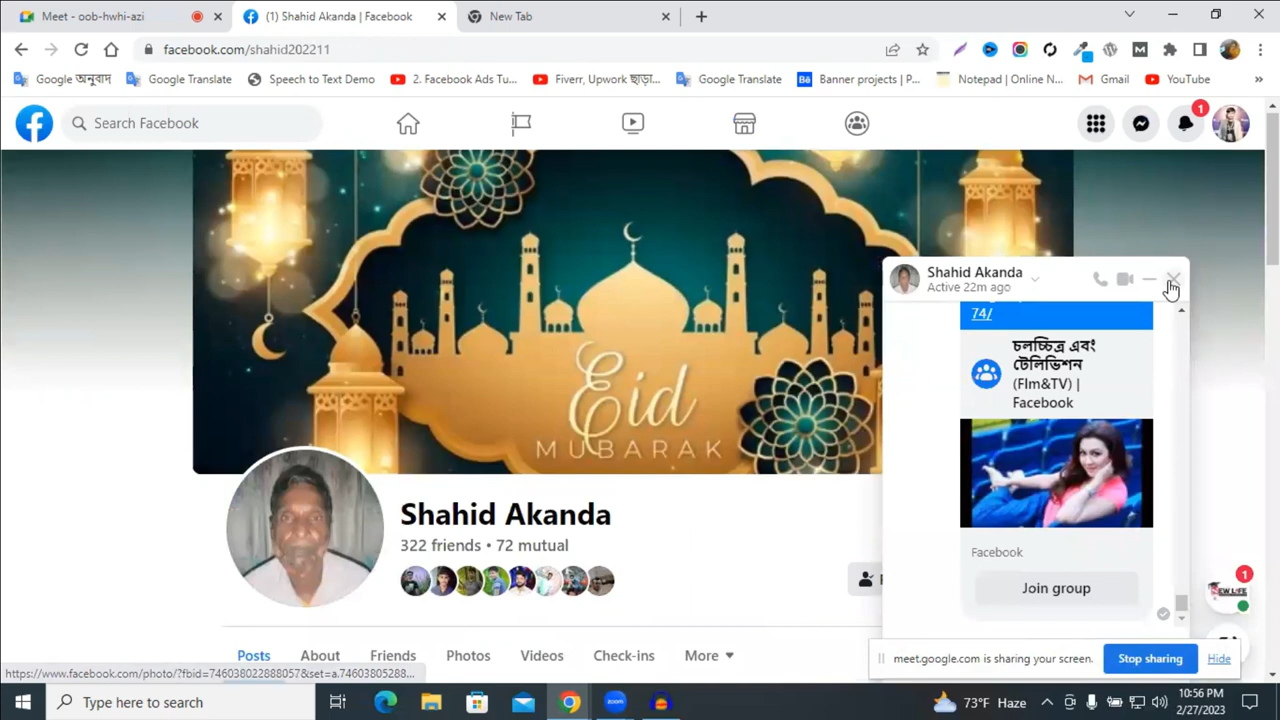 Meet - oob-hwhi-azi
(1) Shahid Akanda | Facebook
New Tab
facebook.com/shahid202211
Google অনুবাদ
Google Translate
Speech to Text Demo
2. Facebook Ads Tu...
Fiverr, Upwork ছাড়া...
Google Translate
Banner projects | P...
Notepad | Online N...
Gmail
YouTube
Search Facebook
1
Eid
MUBARAK
Shahid Akanda
Active 22m ago
74/
চলচ্চিত্র এবং
টেলিভিশন
(FIm&TV) |
Facebook
Facebook
Join group
Shahid Akanda
322 friends • 72 mutual
1
NEW LIFE
Posts
About
Friends
Photos
Videos
Check-ins
More
meet.google.com is sharing your screen.
Stop sharing
Hide
https://www.facebook.com/photo/?fbid=746038022888057&set=a.74603805288...
Type here to search
zoom
73°F Haze
10:56 PM
2/27/2023